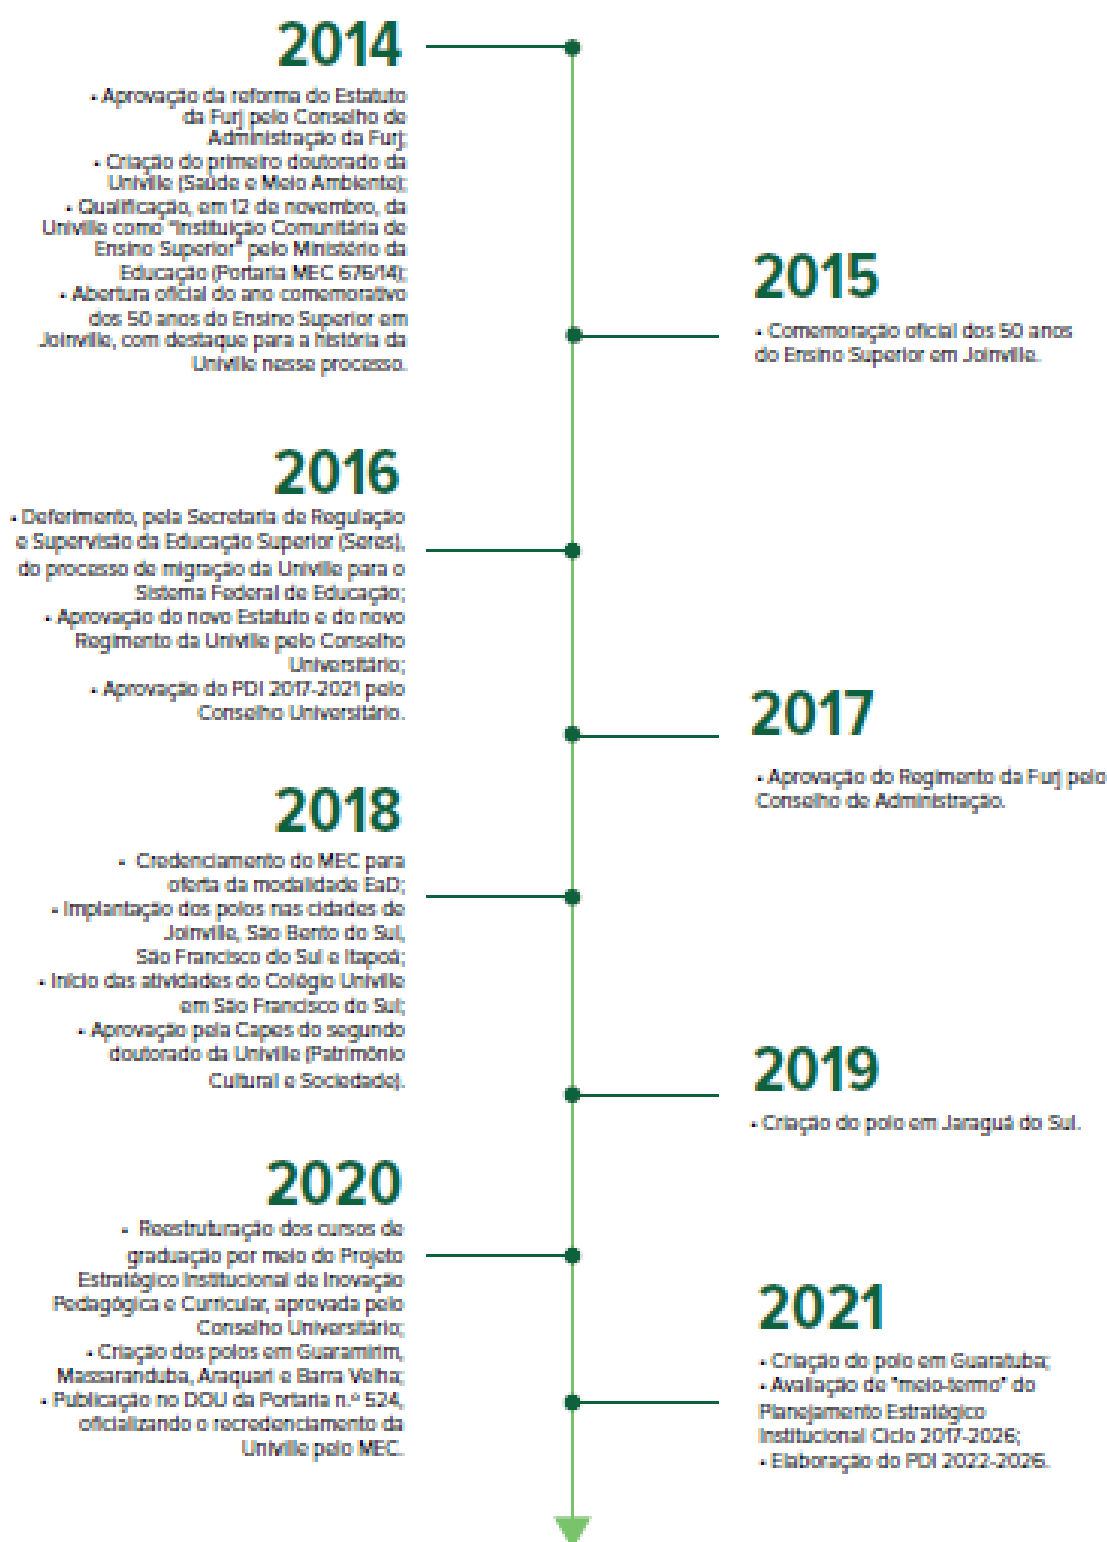 2014
• Aprovação da reforma do Estatuto
da Furj pelo Conselho de
Administração da Furj;
• Criação do primeiro doutorado da
Univille (Saúde e Meio Ambiente);
• Qualificação, em 12 de novembro, da
Univille como "Instituição Comunitária de
Ensino Superior" pelo Ministério da
Educação (Portaria MEC 676/14);
• Abertura oficial do ano comemorativo
dos 50 anos do Ensino Superior em
Joinville, com destaque para a história da
Univille nesse processo.
2015
• Comemoração oficial dos 50 anos
do Ensino Superior em Joinville.
2016
• Deferimento, pela Secretaria de Regulação
e Supervisão da Educação Superior (Seres),
do processo de migração da Univille para o
Sistema Federal de Educação;
• Aprovação do novo Estatuto e do novo
Regimento da Univille pelo Conselho
Universitário;
• Aprovação do PDI 2017-2021 pelo
Conselho Universitário.
2017
• Aprovação do Regimento da Furj pelo
Conselho de Administração.
2018
• Credenciamento do MEC para
oferta da modalidade EaD;
• Implantação dos polos nas cidades de
Joinville, São Bento do Sul,
São Francisco do Sul e Itapoá;
• Início das atividades do Colégio Univille
em São Francisco do Sul;
• Aprovação pela Capes do segundo
doutorado da Univille (Patrimônio
Cultural e Sociedade).
2019
• Criação do polo em Jaraguá do Sul.
2020
• Reestruturação dos cursos de
graduação por meio do Projeto
Estratégico Institucional de Inovação
Pedagógica e Curricular, aprovada pelo
Conselho Universitário;
• Criação dos polos em Guaramirim,
Massaranduba, Araquari e Barra Velha;
• Publicação no DOU da Portaria n.º 524,
oficializando o recredenciamento da
Univille pelo MEC.
2021
• Criação do polo em Guaratuba;
• Avaliação de "meio-termo" do
Planejamento Estratégico
Institucional Ciclo 2017-2026;
• Elaboração do PDI 2022-2026.